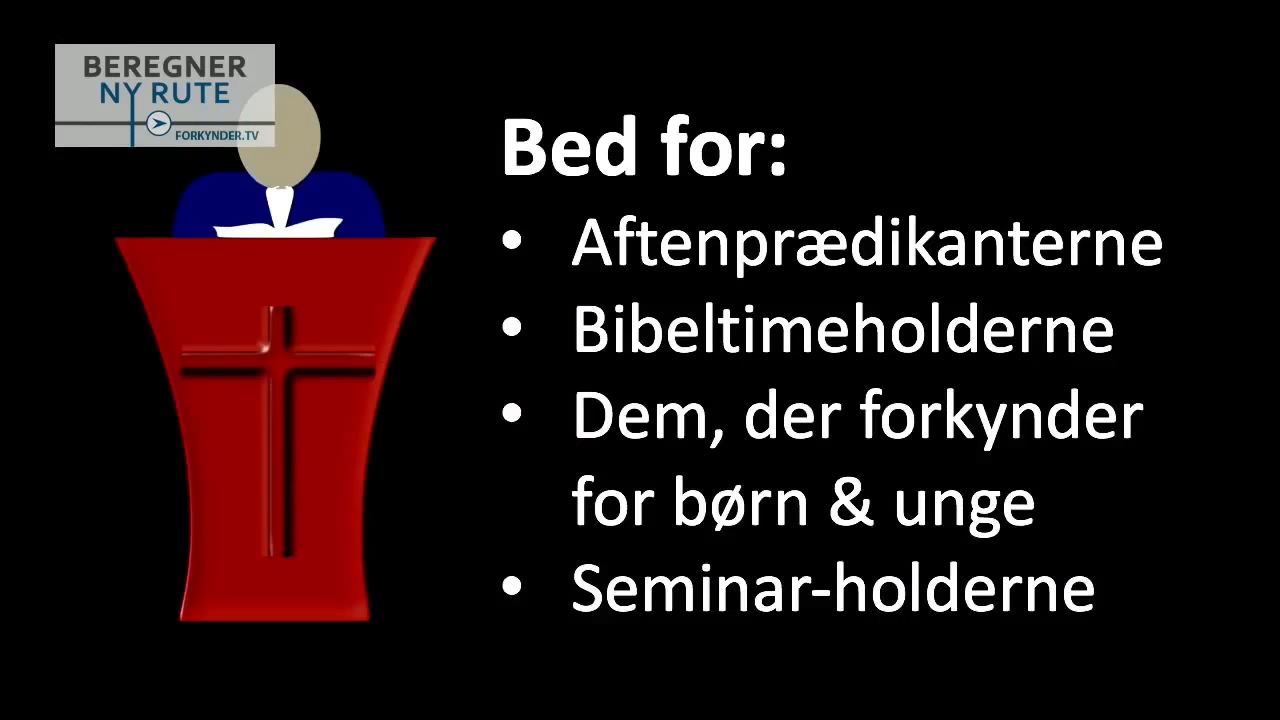 BEREGNER
NY RUTE
FORKYNDER.TV
Bed for:
• Aftenprædikanterne
• Bibeltimeholderne
• Dem, der forkynder
for børn & unge
• Seminar-holderne